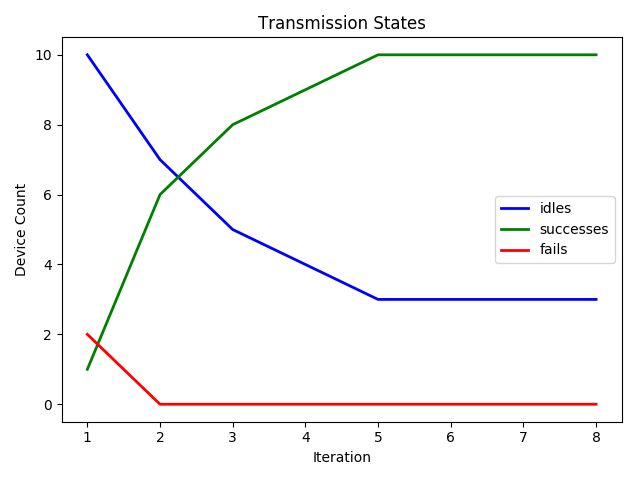 Transmission States
Device Count
10
8
6
4
2
0
idles
successes
fails
1 2 3 4 5 6 7 8
Iteration